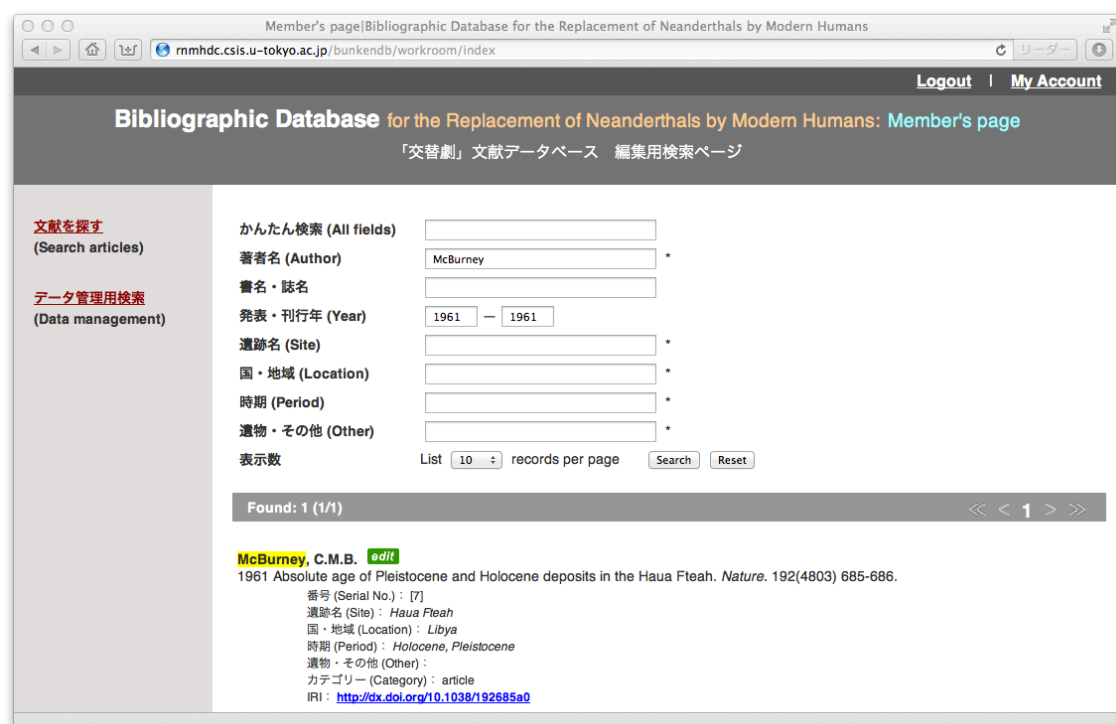 Member's page|Bibliographic Database for the Replacement of Neanderthals by Modern Humans
rnmhdc.csis.u-tokyo.ac.jp/bunkendb/workroom/index リーダー
Logout | My Account
Bibliographic Database for the Replacement of Neanderthals by Modern Humans: Member's page
「交替劇」文献データベース 編集用検索ページ
文献を探す
(Search articles)
データ管理用検索
(Data management)
かんたん検索 (All fields)
著者名 (Author) McBurney *
書名・誌名
発表・刊行年 (Year) 1961 — 1961
遺跡名 (Site) *
国・地域 (Location) *
時期 (Period) *
遺物・その他 (Other) *
表示数 List 10 records per page Search Reset
Found: 1 (1/1) ≪ < 1 > ≫
McBurney, C.M.B. edit
1961 Absolute age of Pleistocene and Holocene deposits in the Haua Fteah. Nature. 192(4803) 685-686.
番号 (Serial No.)： [7]
遺跡名 (Site)： Haua Fteah
国・地域 (Location)： Libya
時期 (Period)： Holocene, Pleistocene
遺物・その他 (Other)：
カテゴリー (Category)： article
IRI： http://dx.doi.org/10.1038/192685a0